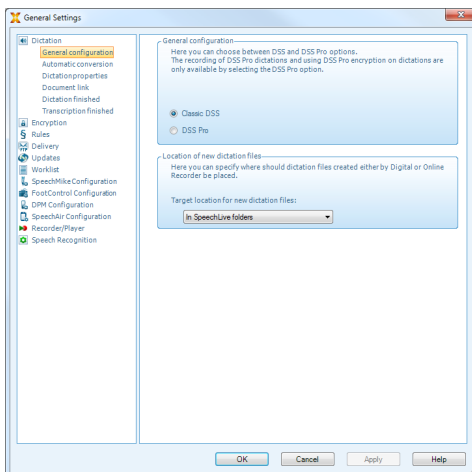 General Settings
Dictation
General configuration
Automatic conversion
Dictationproperties
Document link
Dictation finished
Transcription finished
Encryption
Rules
Delivery
Updates
Worklist
SpeechMikeConfiguration
FootControl Configuration
DPM Configuration
SpeechAir Configuration
Recorder/Player
Speech Recognition
General configuration
Here you can choose between DSS and DSS Pro options.
The recording of DSS Pro dictations and using DSS Pro encryption on dictations are
only available by selecting the DSS Pro option.
Classic DSS
DSS Pro
Location of new dictation files
Here you can specify where should dictation files created either by Digital or Online
Recorder be placed.
Target location for new dictation files:
In SpeechLive folders
OK
Cancel
Apply
Help